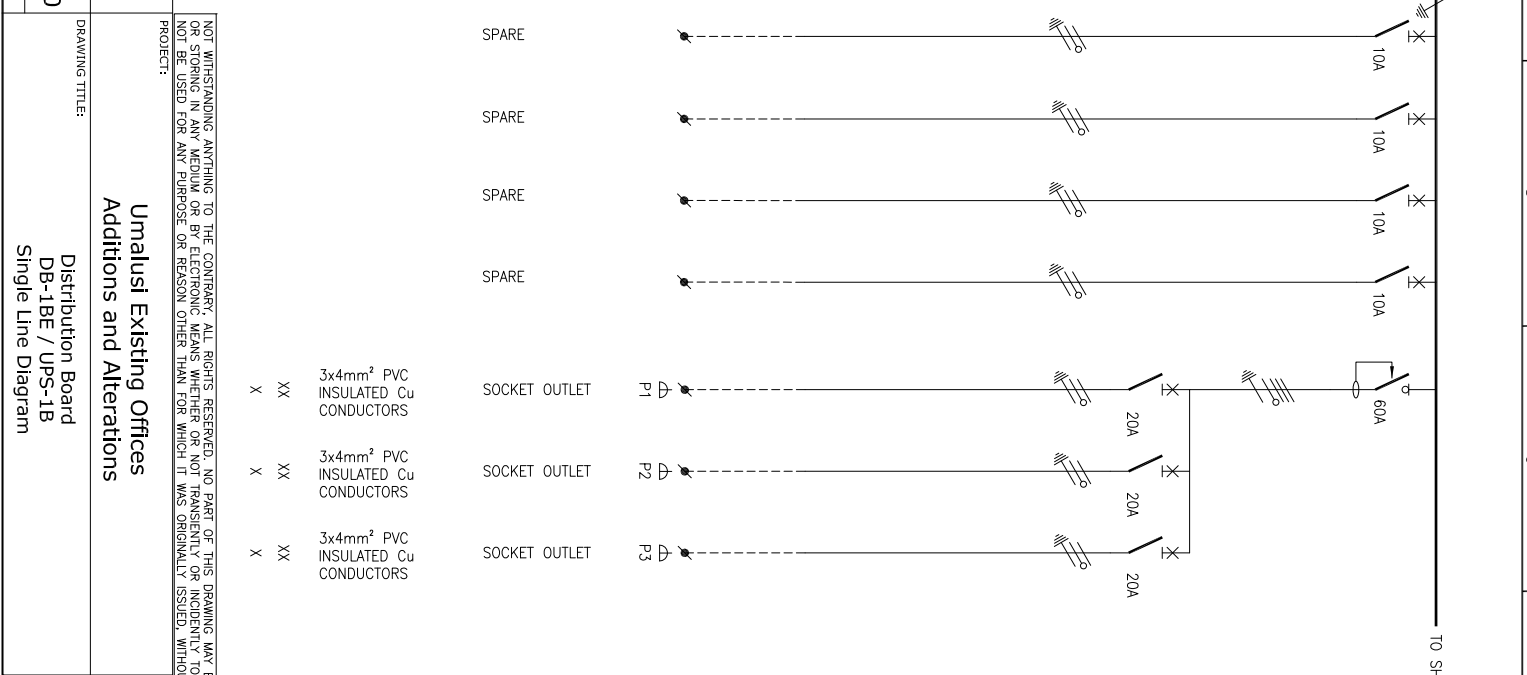 SPARE
10A
SPARE
10A
SPARE
10A
SPARE
10A
60A
3x4mm² PVC
INSULATED Cu
CONDUCTORS
X XX
SOCKET OUTLET
P1
20A
3x4mm² PVC
INSULATED Cu
CONDUCTORS
X XX
SOCKET OUTLET
P2
20A
3x4mm² PVC
INSULATED Cu
CONDUCTORS
X XX
SOCKET OUTLET
P3
20A
NOT WITHSTANDING ANYTHING TO THE CONTRARY, ALL RIGHTS RESERVED. NO PART OF THIS DRAWING MAY
OR STORING IN ANY MEDIUM OR BY ELECTRONIC MEANS WHETHER OR NOT TRANSIENTLY OR INCIDENTLY TO
NOT BE USED FOR ANY PURPOSE OR REASON OTHER THAN FOR WHICH IT WAS ORIGINALLY ISSUED,
PROJECT:
Umalusi Existing Offices
Additions and Alterations
DRAWING TITLE:
Distribution Board
DB-1BE / UPS-1B
Single Line Diagram
TO